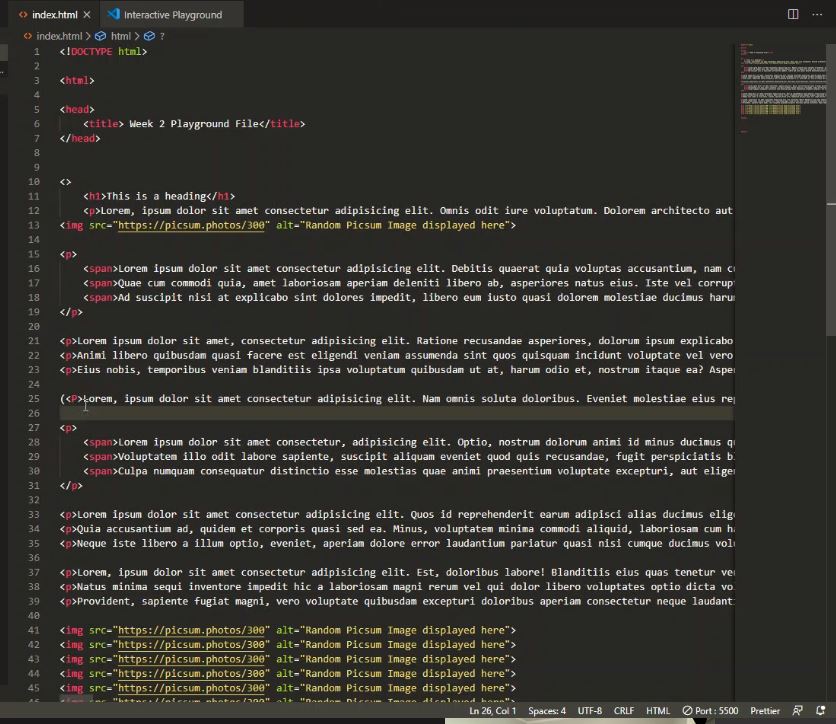 index.html
Interactive Playground
index.html > html > ?
1 <!DOCTYPE html>
2
3 <html>
4
5 <head>
6 <title> Week 2 Playground File</title>
7 </head>
8
9
10 <>
11 <h1>This is a heading</h1>
12 <p>Lorem, ipsum dolor sit amet consectetur adipisicing elit. Omnis odit iure voluptatum. Dolorem architecto aut
13 <img src="https://picsum.photos/300" alt="Random Picsum Image displayed here">
14
15 <p>
16 <span>Lorem ipsum dolor sit amet consectetur adipisicing elit. Debitis quaerat quia voluptas accusantium, nam
17 <span>Quae cum commodi quia, amet laboriosam aperiam deleniti libero ab, asperiores natus eius. Iste vel
18 <span>Ad suscipit nisi at explicabo sint dolores impedit, libero eum iusto quasi dolorem molestiae ducimus
19 </p>
20
21 <p>Lorem ipsum dolor sit amet, consectetur adipisicing elit. Ratione recusandae asperiores, dolorum ipsum explicabo
22 <p>Animi libero quibusdam quasi facere est eligendi veniam assumenda sint quos quisquam incidunt voluptate vel vero
23 <p>Eius nobis, temporibus veniam blanditiis ipsa voluptatum quibusdam ut at, harum odio et, nostrum itaque ea?
24
25 (<P>Lorem, ipsum dolor sit amet consectetur adipisicing elit. Nam omnis soluta doloribus. Eveniet molestiae eius
26
27 <p>
28 <span>Lorem ipsum dolor sit amet consectetur, adipisicing elit. Optio, nostrum dolorum animi id minus ducimus
29 <span>Voluptatem illo odit labore sapiente, suscipit aliquam eveniet quod quis recusandae, fugit perspiciatis
30 <span>Culpa numquam consequatur distinctio esse molestias quae animi praesentium voluptate excepturi, aut
31 </p>
32
33 <p>Lorem ipsum dolor sit amet consectetur adipisicing elit. Quos id reprehenderit earum adipisci alias ducimus
34 <p>Quia accusantium ad, quidem et corporis quasi sed ea. Minus, voluptatem minima commodi aliquid, laboriosam cum
35 <p>Neque iste libero a illum optio, eveniet, aperiam dolore error laudantium pariatur quasi nisi cumque ducimus
36
37 <p>Lorem, ipsum dolor sit amet consectetur adipisicing elit. Est, doloribus labore! Blanditiis eius quas tenetur
38 <p>Natus minima sequi inventore impedit hic a laboriosam magni rerum vel qui dolor libero voluptates optio dicta
39 <p>Provident, sapiente fugiat magni, vero voluptate quibusdam excepturi doloribus aperiam consectetur neque
40
41 <img src="https://picsum.photos/300" alt="Random Picsum Image displayed here">
42 <img src="https://picsum.photos/300" alt="Random Picsum Image displayed here">
43 <img src="https://picsum.photos/300" alt="Random Picsum Image displayed here">
44 <img src="https://picsum.photos/300" alt="Random Picsum Image displayed here">
45 <img src="https://picsum.photos/300" alt="Random Picsum Image displayed here">
Ln 26, Col 1 Spaces: 4 UTF-8 CRLF HTML Port : 5500 Prettier